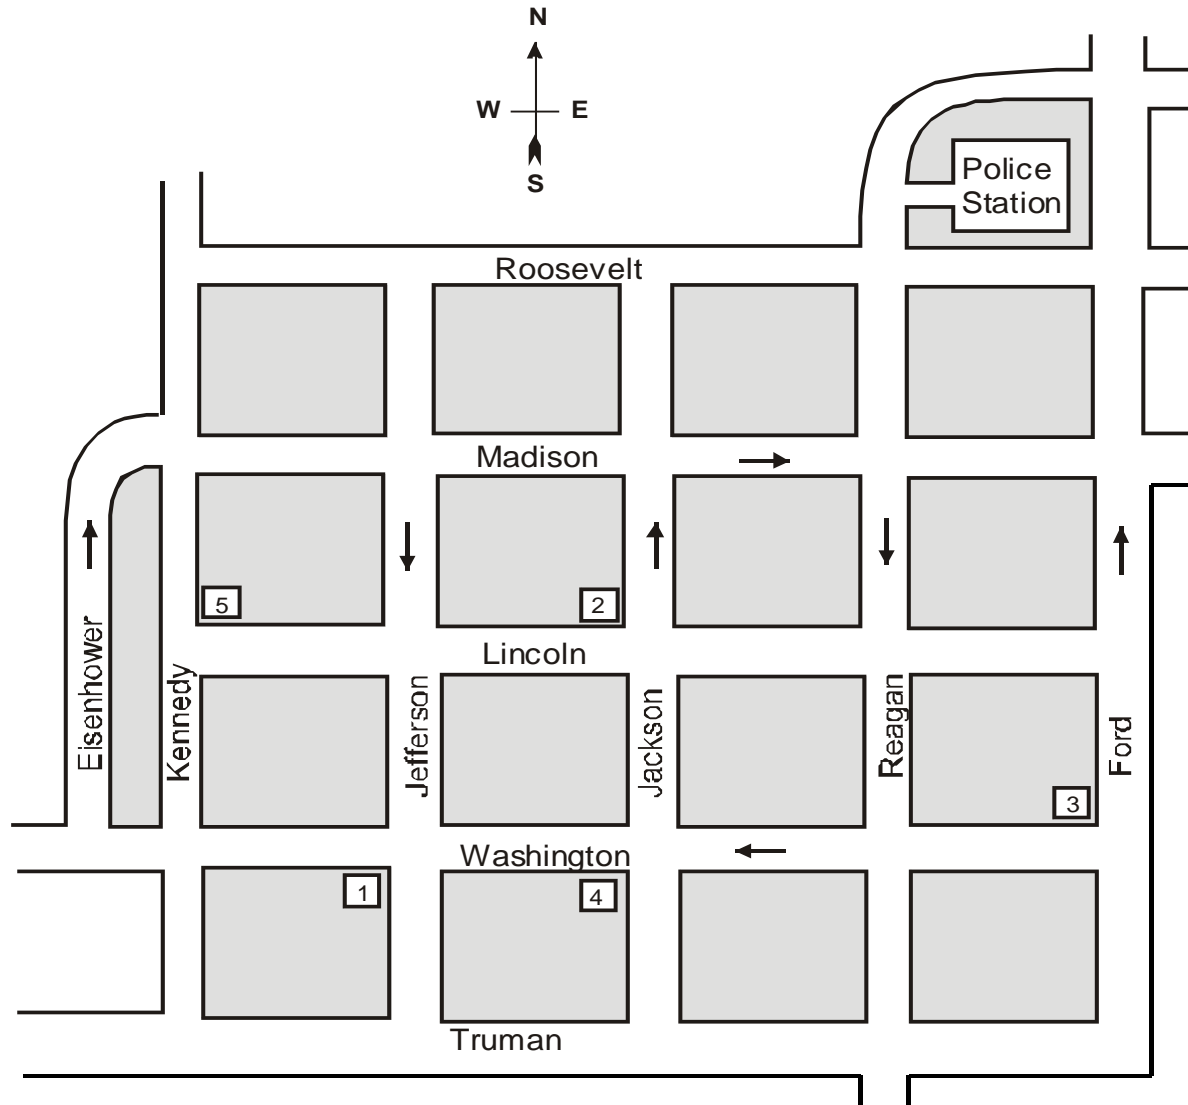 N
W E
S
Police
Station
Roosevelt
Madison
5
2
Lincoln
Eisenhower
Kennedy
Jefferson
Jackson
Reagan
Ford
3
Washington
1
4
Truman